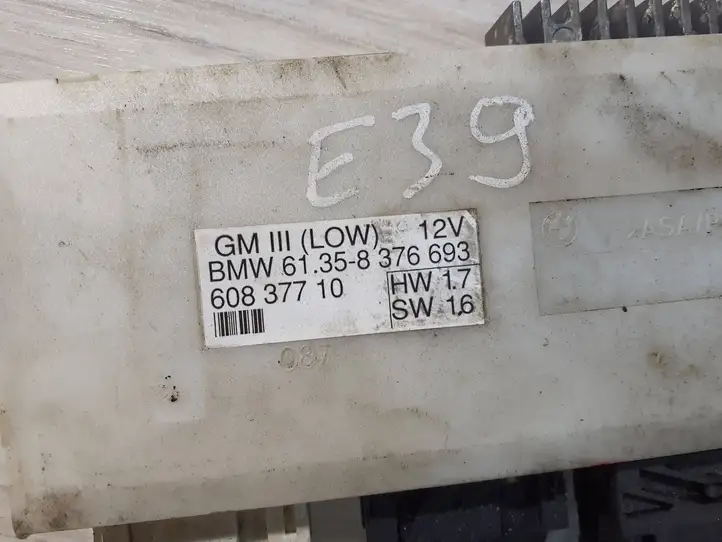 E39
GM III (LOW) 12V
BMW 61.35-8 376 693
608 377 10
HW 1.7
SW 1.6